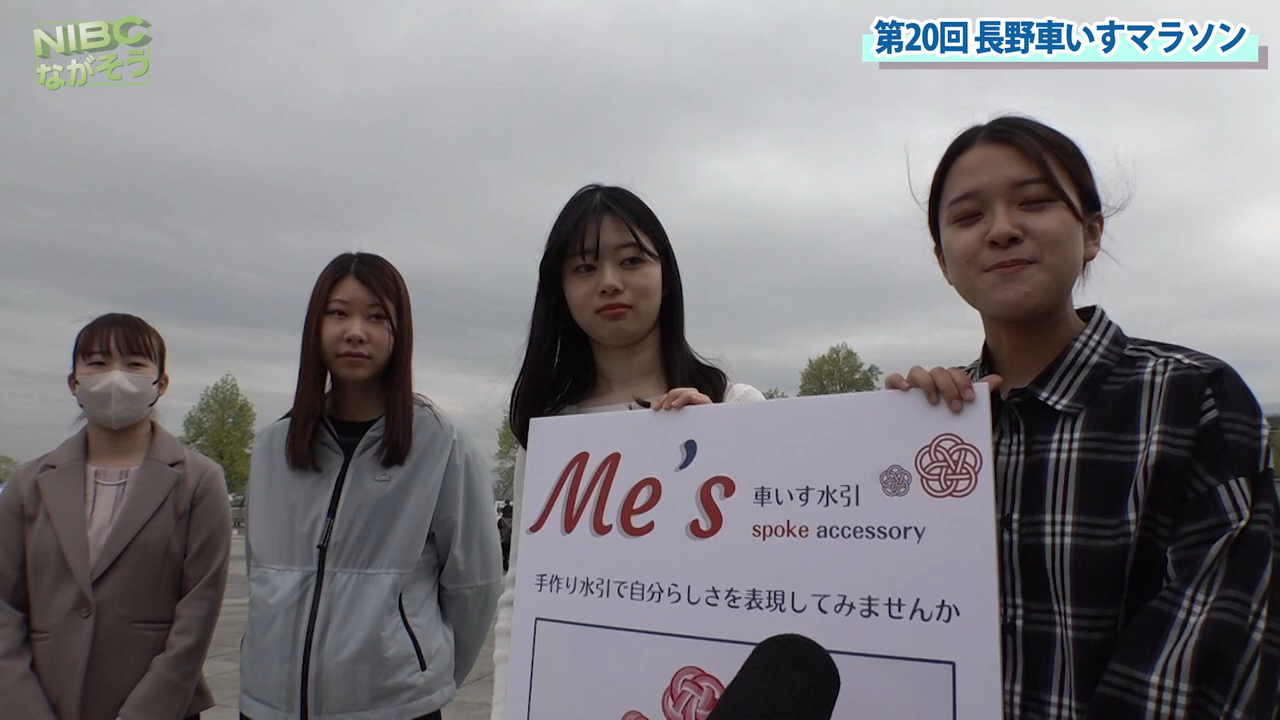 NIBC
ながそう
第20回 長野車いすマラソン
Me's
車いす水引
spoke accessory
手作り水引で自分らしさを表現してみませんか